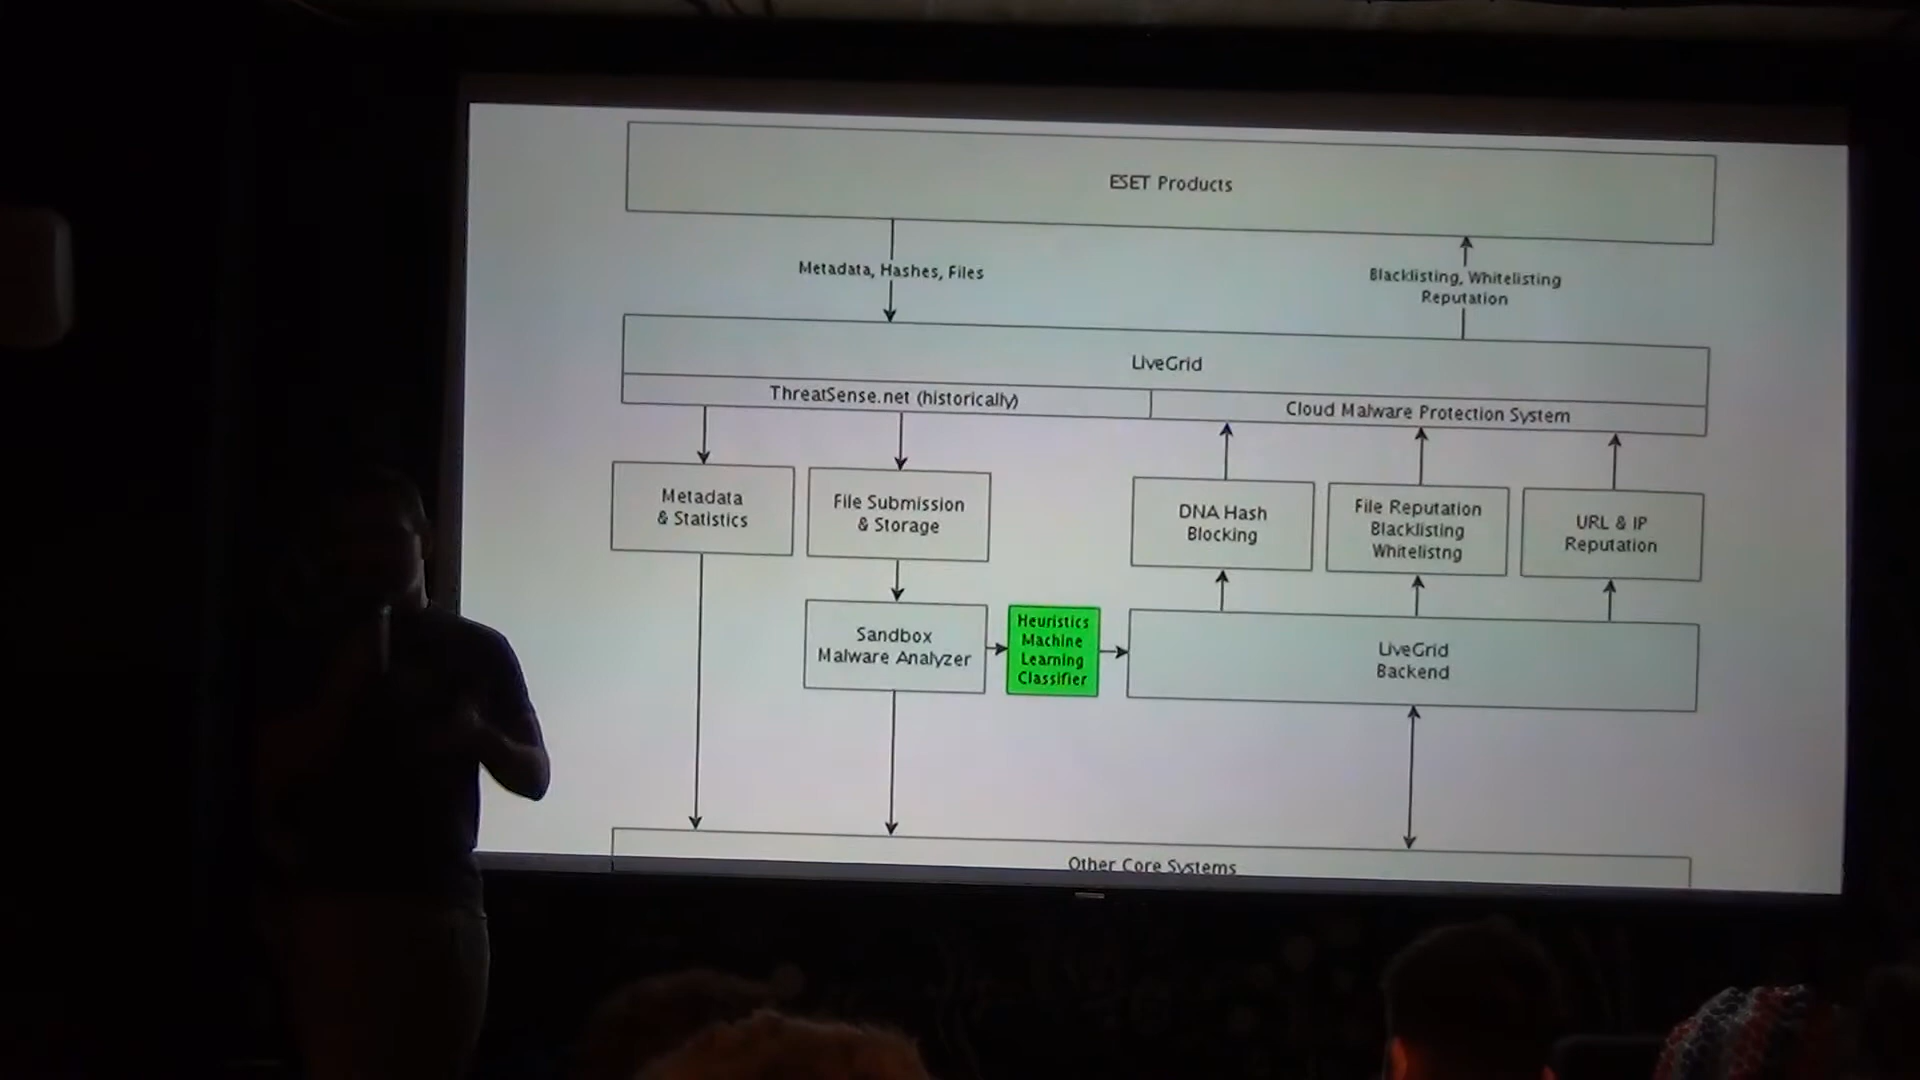 ESET Products
Metadata, Hashes, Files
Blacklisting, Whitelisting
Reputation
LiveGrid
ThreatSense.net (historically)
Cloud Malware Protection System
Metadata
& Statistics
File Submission
& Storage
DNA Hash
Blocking
File Reputation
Blacklisting
Whitelistng
URL & IP
Reputation
Sandbox
Malware Analyzer
Heuristics
Machine
Learning
Classifier
LiveGrid
Backend
Other Core Systems